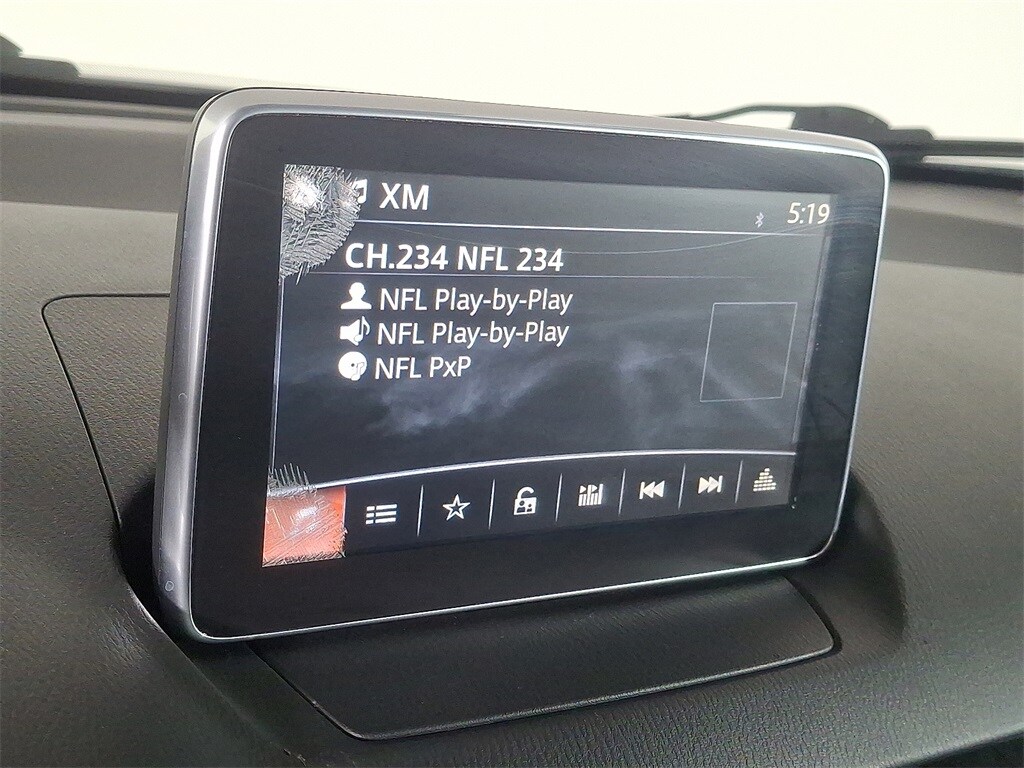 XM
5:19
CH.234 NFL 234
NFL Play-by-Play
NFL Play-by-Play
NFL PxP